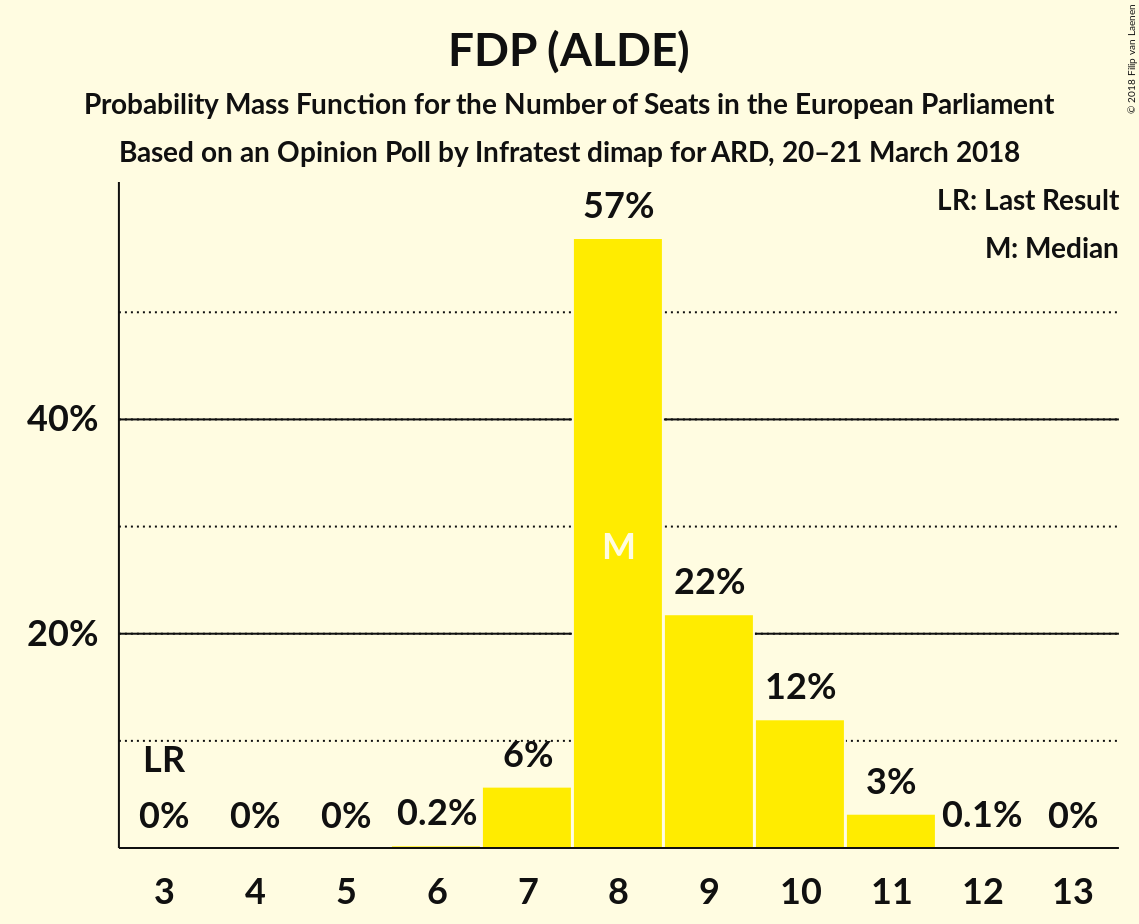 FDP (ALDE)
Probability Mass Function for the Number of Seats in the European Parliament
Based on an Opinion Poll by Infratest dimap for ARD, 20–21 March 2018
© 2018 Filip van Laenen
LR: Last Result
M: Median
57%
40%
M
22%
20%
12%
LR
6%
3%
0% 0% 0% 0.2% 0.1% 0%
3 4 5 6 7 8 9 10 11 12 13